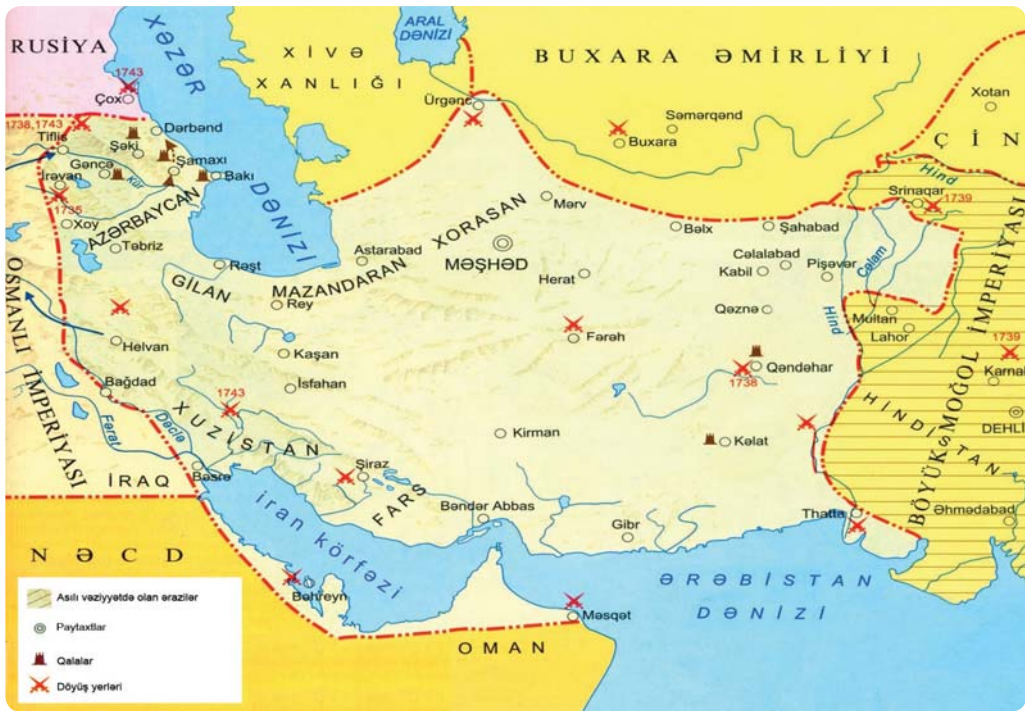 RUSİYA
XƏZƏR
DƏNİZİ
XİVƏ
XANLIĞI
ARAL
DƏNİZİ
BUXARA ƏMİRLİYİ
Xotan
ÇİN
1743
Çox
Ürgənc
Səmərqənd
Buxara
1738,1743
Tiflis
Dərbənd
Şəki
Şamaxı
Gəncə
Kür
Bakı
İrəvan
1735
Xoy
AZƏRBAYCAN
Təbriz
Mərv
Hind
Srinaqar
1739
Bəlx
Şahabad
Cəlalabad
Kabil
Pişəvər
Cələm
Rəşt
GİLAN
Astarabad
MAZANDARAN
XORASAN
MƏŞHƏD
Herat
Rey
Qəznə
Hind
Multan
Lahor
OSMANLI İMPERİYASI
Helvan
Kaşan
Fərəh
Qəndəhar
1738
1739
Karnal
Bağdad
İsfahan
1743
XUZİSTAN
Fərat
Dəclə
Kirman
Kəlat
HİNDİSTAN
DEHLİ
BÖYÜK MOĞOL İMPERİYASI
İRAQ
Bəsrə
Şiraz
FARS
Bəndər Abbas
Gibr
Thatta
Əhmədabad
İran körfəzi
NƏCD
Bəhreyn
Məsqət
OMAN
ƏRƏBİSTAN
DƏNİZİ
Asılı vəziyyətdə olan ərazilər
Paytaxtlar
Qalalar
Döyüş yerləri